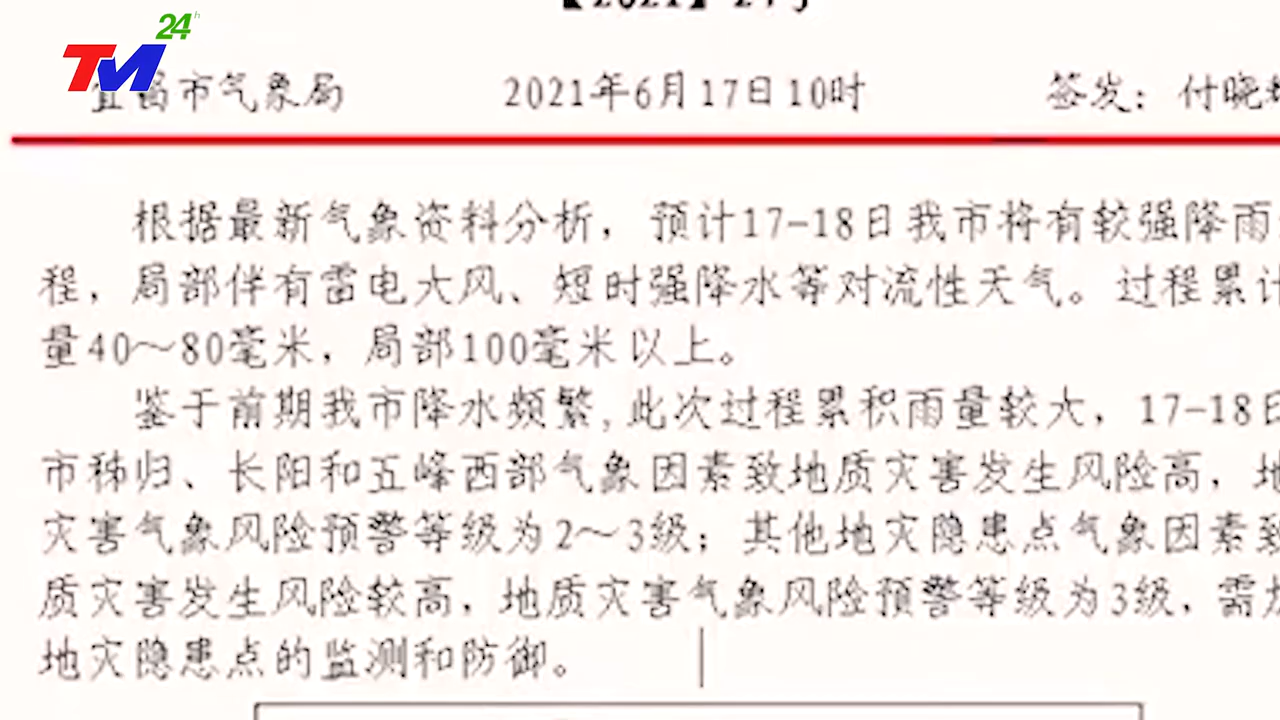 24h
TM
宜昌市气象局 2021年6月17日10时 签发：付晓
根据最新气象资料分析，预计17-18日我市将有较强降雨
程，局部伴有雷电大风、短时强降水等对流性天气。过程累计
量40～80毫米，局部100毫米以上。
鉴于前期我市降水频繁,此次过程累积雨量较大，17-18日
市秭归、长阳和五峰西部气象因素致地质灾害发生风险高，地
灾害气象风险预警等级为2～3级；其他地灾隐患点气象因素致
质灾害发生风险较高，地质灾害气象风险预警等级为3级，需
地灾隐患点的监测和防御。